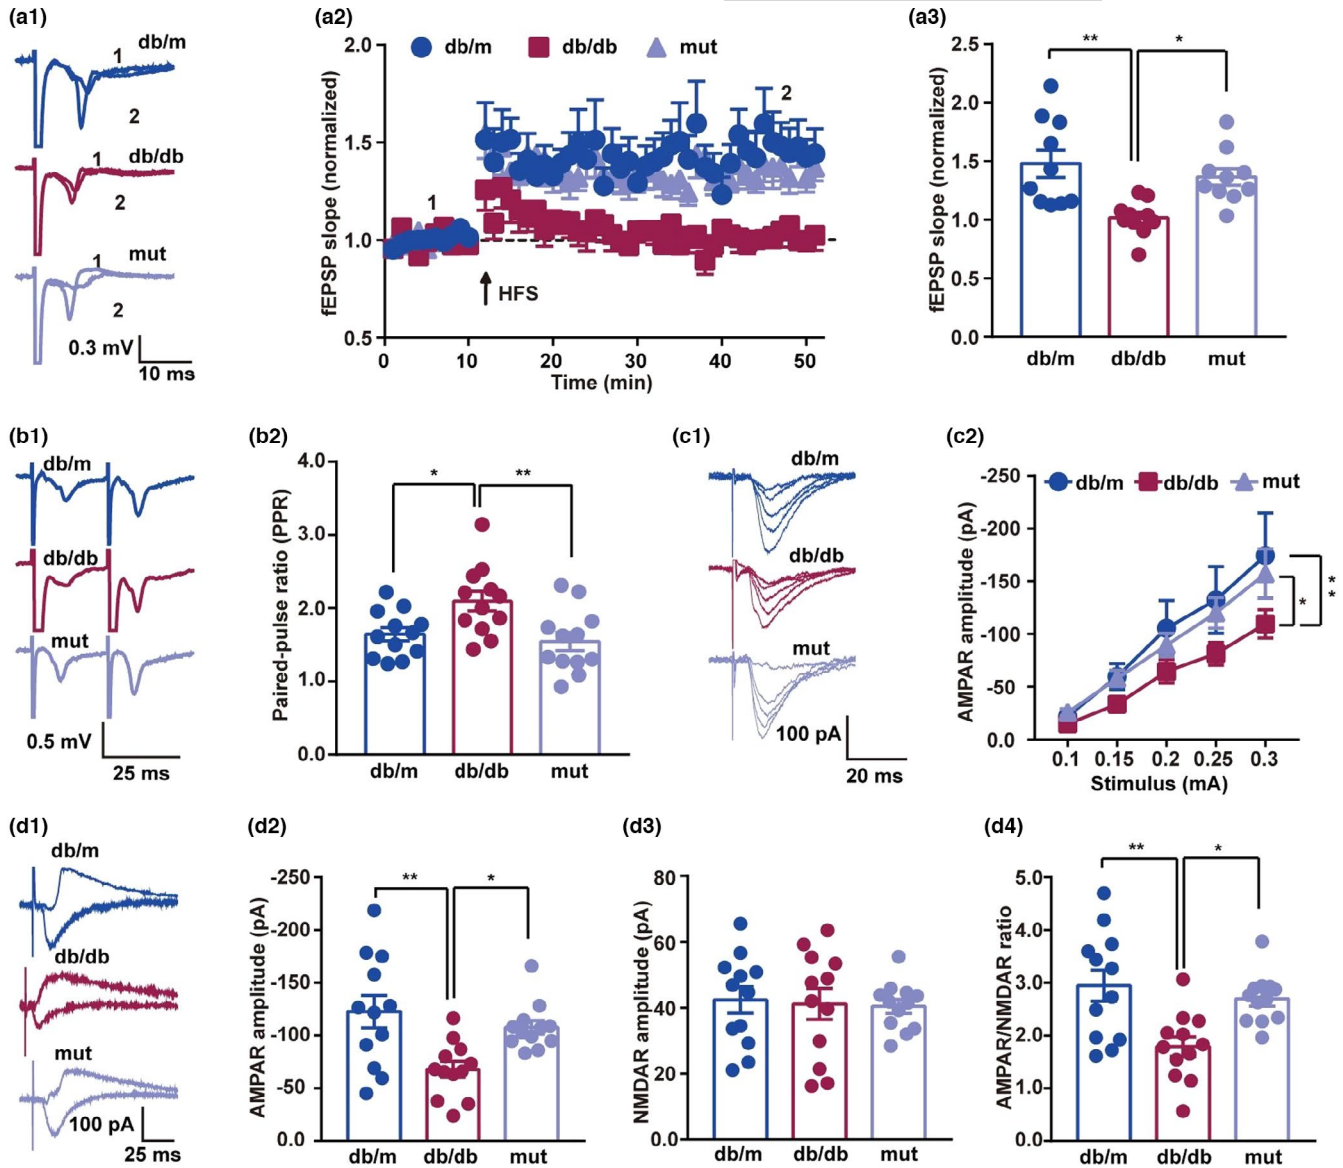 (a1)
db/m
1
2
db/db
1
2
mut
1
2
0.3 mV
10 ms
(a2)
fEPSP slope (normalized)
2.0
1.5
1.0
0.5
db/m db/db mut
1
2
HFS
0 10 20 30 40 50
Time (min)
(a3)
fEPSP slope (normalized)
2.5
2.0
1.5
1.0
0.5
0.0
** *
db/m db/db mut
(b1)
db/m
db/db
mut
0.5 mV
25 ms
(b2)
Paired-pulse ratio (PPR)
4.0
3.0
2.0
1.0
0.0
* **
db/m db/db mut
(c1)
db/m
db/db
mut
100 pA
20 ms
(c2)
AMPAR amplitude (pA)
-250
-200
-150
-100
-50
0.0
db/m db/db mut
*
**
0.1 0.15 0.2 0.25 0.3
Stimulus (mA)
(d1)
db/m
db/db
mut
100 pA
25 ms
(d2)
AMPAR amplitude (pA)
-250
-200
-150
-100
-50
0.0
** *
db/m db/db mut
(d3)
NMDAR amplitude (pA)
80
60
40
20
0.0
db/m db/db mut
(d4)
AMPAR/NMDAR ratio
5.0
4.0
3.0
2.0
1.0
0.0
** *
db/m db/db mut